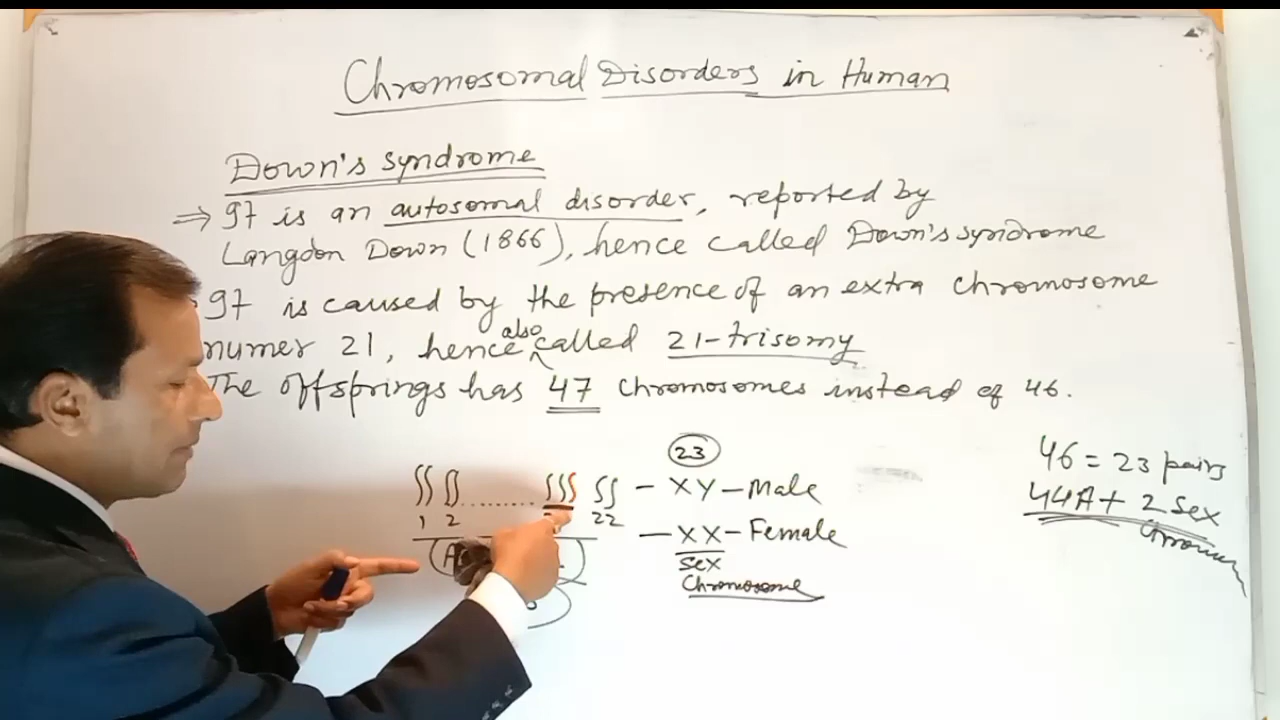 Chromosomal Disorders in Human
Down's syndrome
⇒ It is an autosomal disorder, reported by
Langdon Down (1866), hence called Down's syndrome
It is caused by the presence of an extra chromosome
numer 21, hence also called 21-trisomy
The offsprings has 47 chromosomes instead of 46.
23
1 2 ......... 22
- XY - Male
- XX - Female
Sex
Chromosome
46 = 23 pairs
44A + 2 Sex